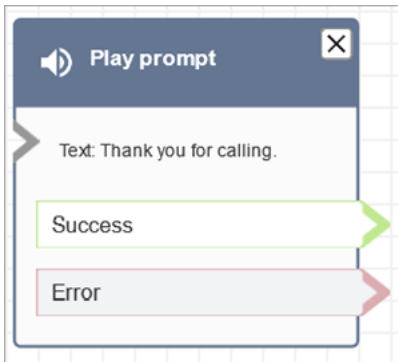 Play prompt
Text: Thank you for calling.
Success
Error